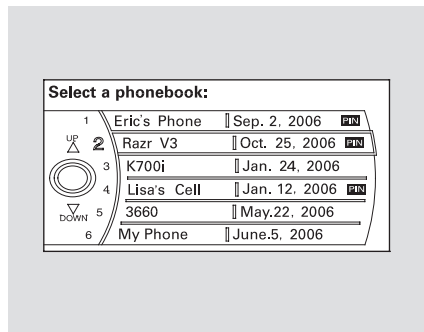 Select a phonebook:
1 Eric's Phone Sep. 2, 2006 PIN
UP 2 Razr V3 Oct. 25, 2006 PIN
3 K700i Jan. 24, 2006
4 Lisa's Cell Jan. 12, 2006 PIN
DOWN 5 3660 May.22, 2006
6 My Phone June.5, 2006